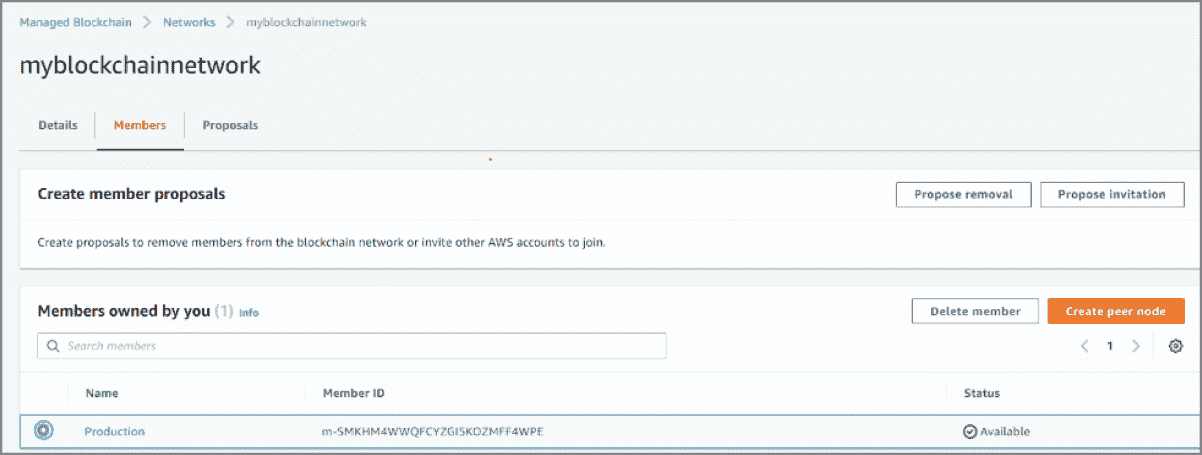 Managed Blockchain > Networks > myblockchainnetwork
myblockchainnetwork
Details Members Proposals
Create member proposals Propose removal Propose invitation
Create proposals to remove members from the blockchain network or invite other AWS accounts to join.
Members owned by you (1) Info Delete member Create peer node
Search members < 1 >
Name Member ID Status
Production m-SMKHM4WWQFCYZGI5KOZMFF4WPE Available